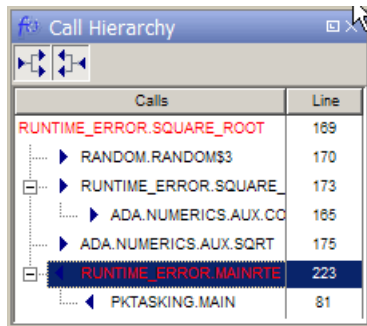 f() Call Hierarchy
Calls Line
RUNTIME_ERROR.SQUARE_ROOT 169
RANDOM.RANDOM$3 170
RUNTIME_ERROR.SQUARE_ 173
ADA.NUMERICS.AUX.CO 165
ADA.NUMERICS.AUX.SQRT 175
RUNTIME_ERROR.MAINRTE 223
PKTASKING.MAIN 81